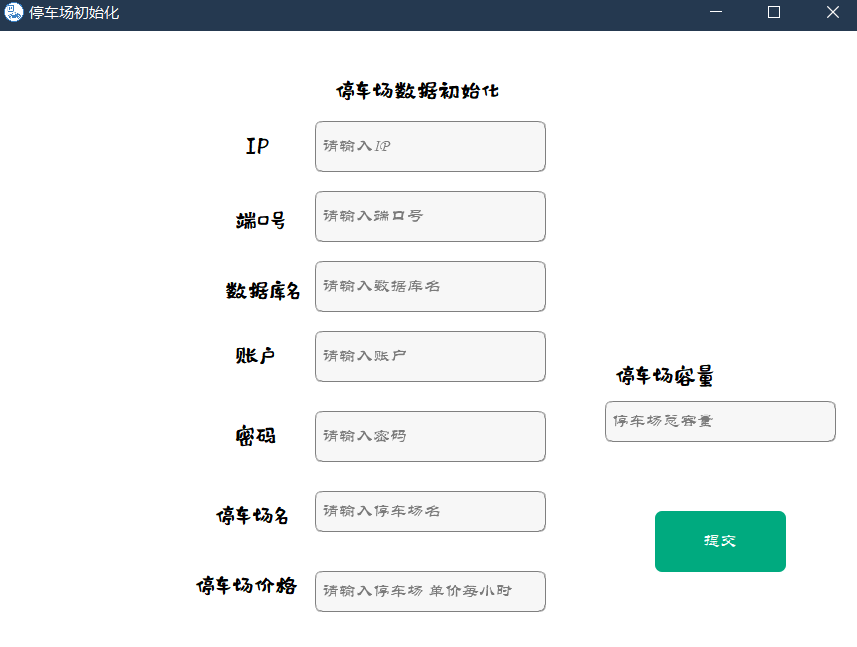 停车场初始化
停车场数据初始化
IP
请输入IP
端口号
请输入端口号
数据库名
请输入数据库名
账户
请输入账户
密码
请输入密码
停车场名
请输入停车场名
停车场价格
请输入停车场 单价每小时
停车场容量
停车场总容量
提交